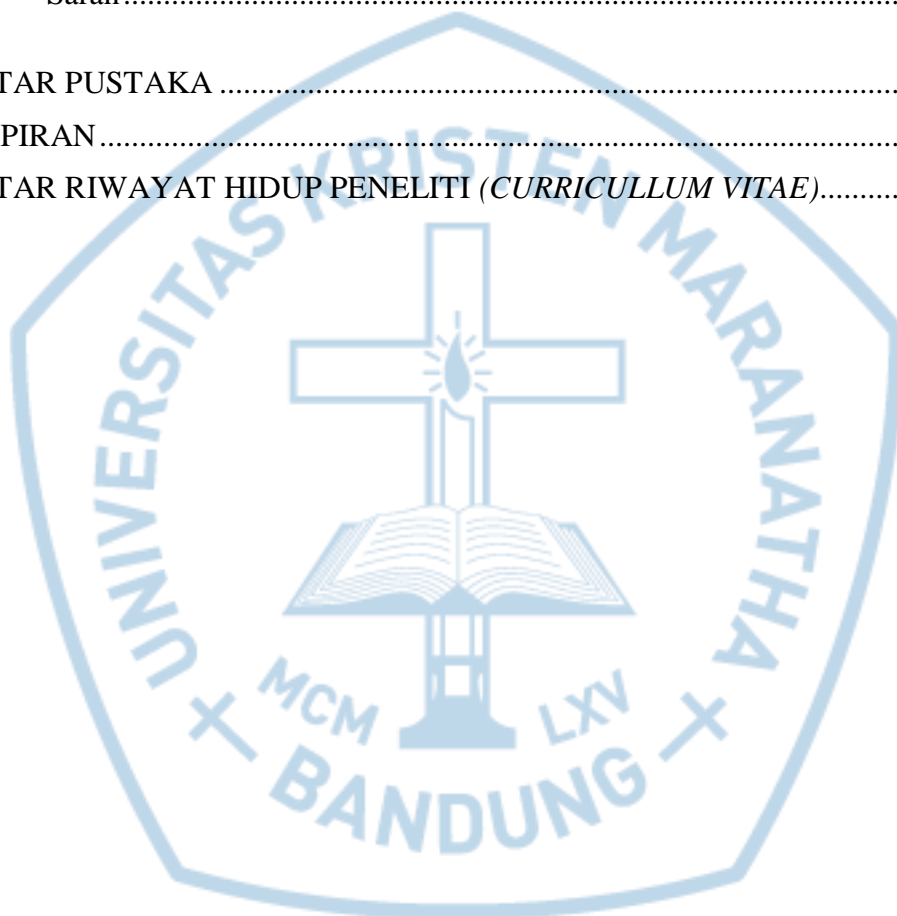 Saran
TAR PUSTAKA ....................................................................................
PIRAN ....................................................................................................
TAR RIWAYAT HIDUP PENELITI (CURRICULLUM VITAE)..........
UNIVERSITAS KRISTEN MARANATHA
MCM LXV
BANDUNG